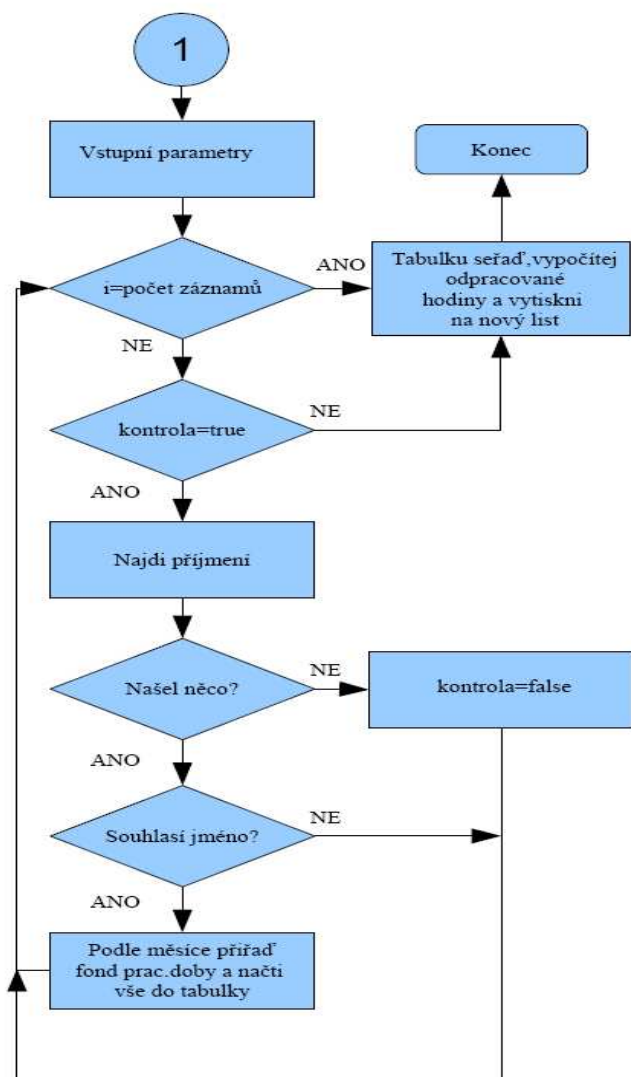 1
Vstupní parametry
Konec
i=počet záznamů
ANO
Tabulku seřaď,vypočítej
odpracované
hodiny a vytiskni
na nový list
NE
kontrola=true
NE
ANO
Najdi příjmení
Našel něco?
NE
kontrola=false
ANO
Souhlasí jméno?
NE
ANO
Podle měsíce přiřaď
fond prac.doby a načti
vše do tabulky